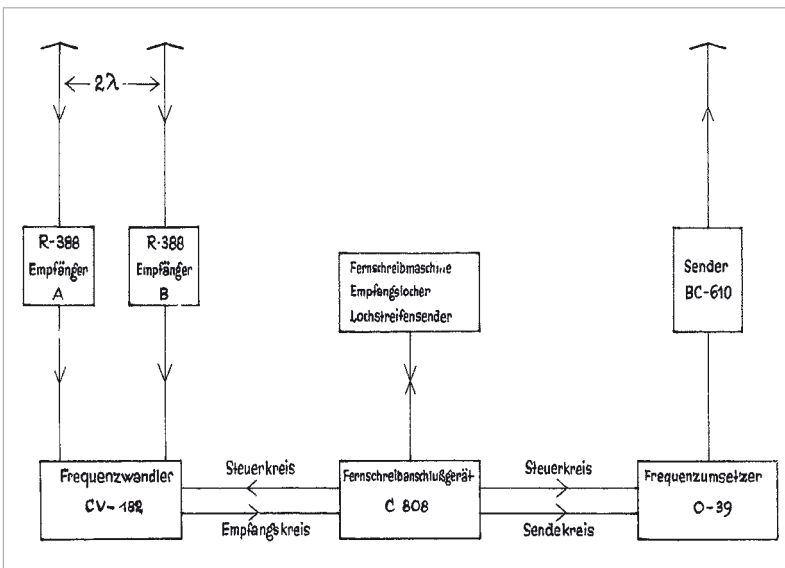 2λ
R-388
Empfänger
A
R-388
Empfänger
B
Fernschreibmaschine
Empfangslocher
Lochstreifensender
Sender
BC-610
Frequenzwandler
CV-182
Steuerkreis
Empfangskreis
Fernschreibanschlußgerät
C 808
Steuerkreis
Sendekreis
Frequenzumsetzer
O-39